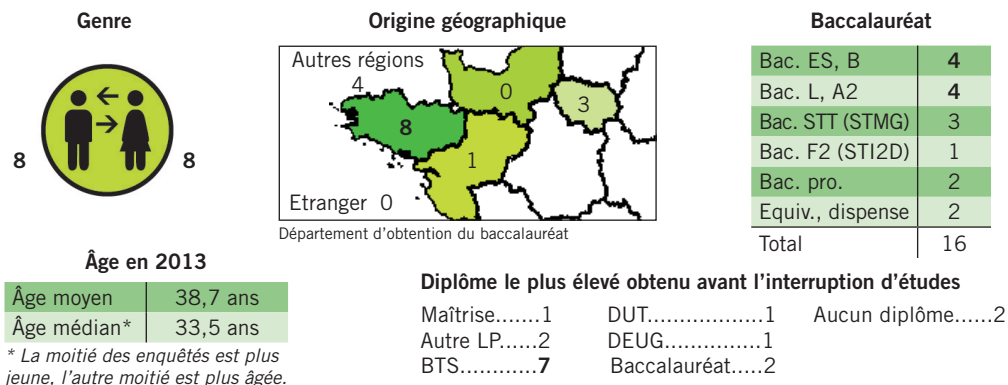 Genre
8
8
Origine géographique
Autres régions
4
0
3
8
1
Etranger 0
Département d'obtention du baccalauréat
Baccalauréat
Bac. ES, B 4
Bac. L, A2 4
Bac. STT (STMG) 3
Bac. F2 (STI2D) 1
Bac. pro. 2
Equiv., dispense 2
Total 16
Âge en 2013
Âge moyen 38,7 ans
Âge médian* 33,5 ans
* La moitié des enquêtés est plus
jeune, l'autre moitié est plus âgée.
Diplôme le plus élevé obtenu avant l'interruption d'études
Maîtrise.......1 DUT.................1 Aucun diplôme......2
Autre LP......2 DEUG...............1
BTS............7 Baccalauréat.....2